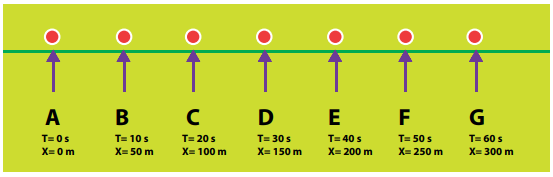 A B C D E F G
T= 0 s T= 10 s T= 20 s T= 30 s T= 40 s T= 50 s T= 60 s
X= 0 m X= 50 m X= 100 m X= 150 m X= 200 m X= 250 m X= 300 m